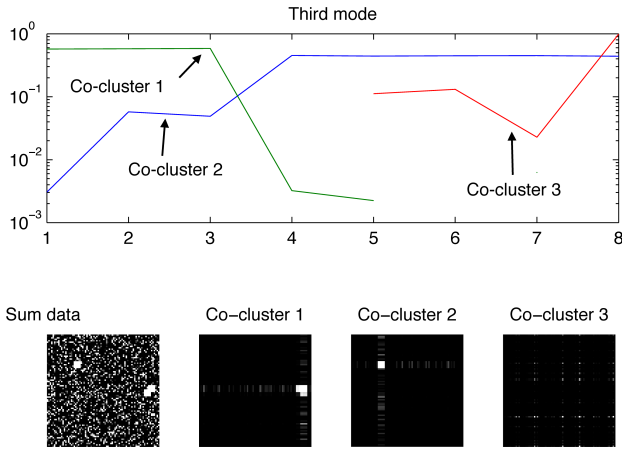 Third mode
10^0
Co-cluster 1
10^-1
Co-cluster 2
Co-cluster 3
10^-2
10^-3
1 2 3 4 5 6 7 8
Sum data Co-cluster 1 Co-cluster 2 Co-cluster 3